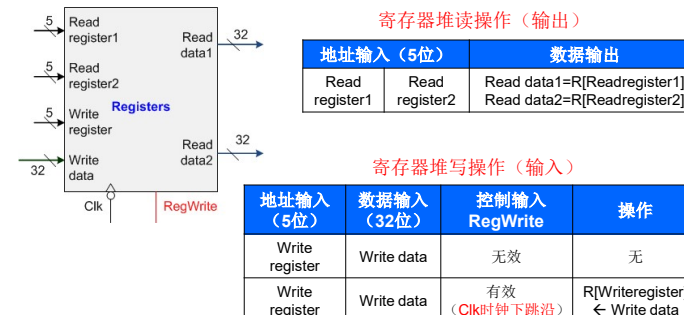 5
Read
register1
Read
data1
32
5
Read
register2
Registers
5
Write
register
32
Write
data
Read
data2
32
Clk
RegWrite
寄存器堆读操作（输出）
地址输入（5位）
数据输出
Read
register1
Read
register2
Read data1=R[Readregister1]
Read data2=R[Readregister2]
寄存器堆写操作（输入）
地址输入
（5位）
数据输入
（32位）
控制输入
RegWrite
操作
Write
register
Write data
无效
无
Write
register
Write data
有效
（Clk时钟下跳沿）
R[Writeregister]
← Write data